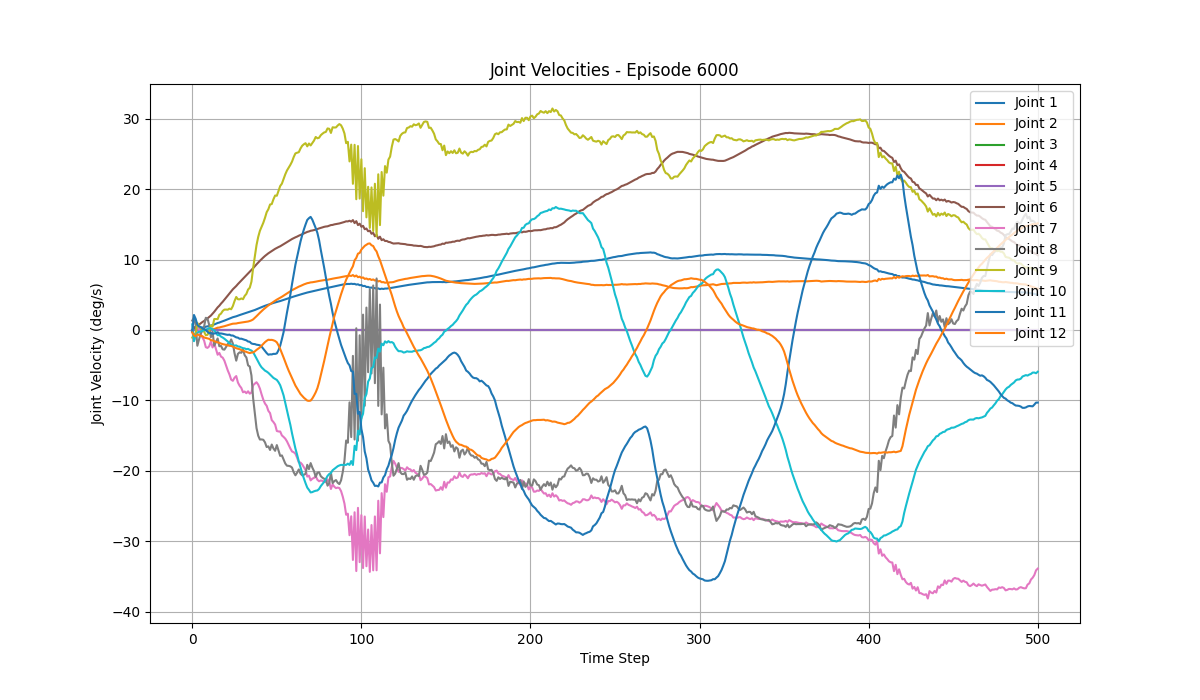 Joint Velocities - Episode 6000
Joint Velocity (deg/s)
30
20
10
0
−10
−20
−30
−40
0
100
200
300
400
500
Time Step
Joint 1
Joint 2
Joint 3
Joint 4
Joint 5
Joint 6
Joint 7
Joint 8
Joint 9
Joint 10
Joint 11
Joint 12